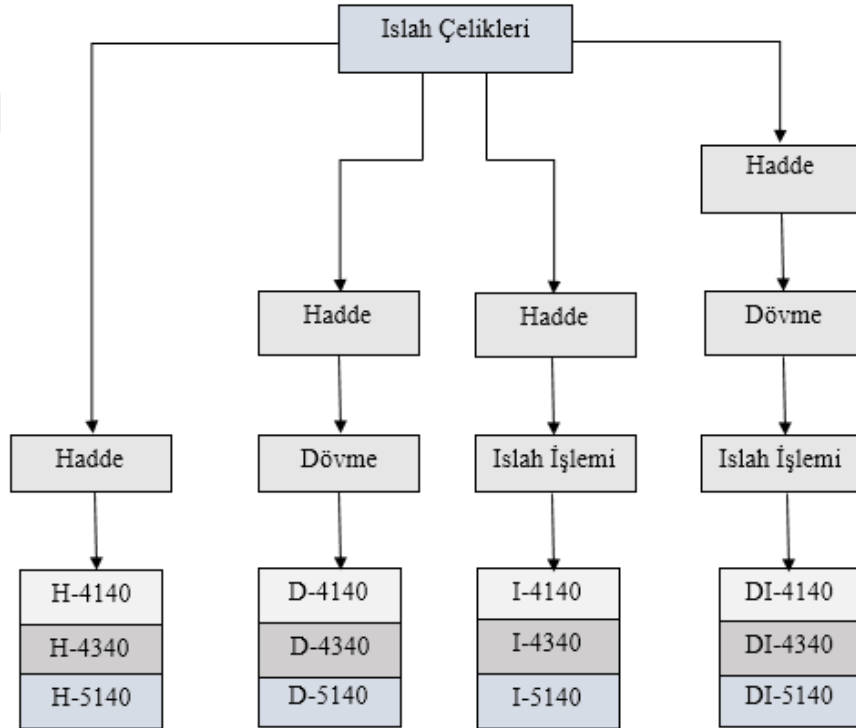 Islah Çelikleri
Hadde
Hadde
Hadde
Dövme
Hadde
Dövme
Islah İşlemi
Islah İşlemi
H-4140
D-4140
I-4140
DI-4140
H-4340
D-4340
I-4340
DI-4340
H-5140
D-5140
I-5140
DI-5140